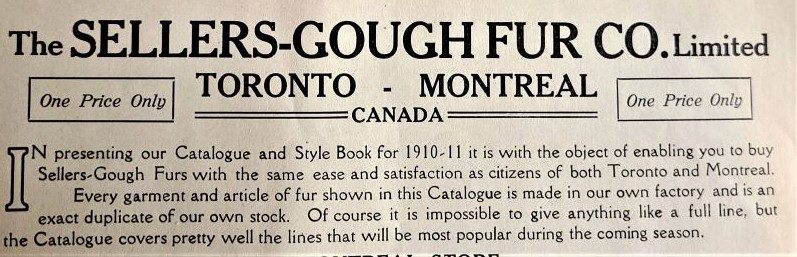 The SELLERS-GOUGH FUR CO. Limited
One Price Only
TORONTO - MONTREAL
CANADA
One Price Only
IN presenting our Catalogue and Style Book for 1910-11 it is with the object of enabling you to buy
Sellers-Gough Furs with the same ease and satisfaction as citizens of both Toronto and Montreal.
Every garment and article of fur shown in this Catalogue is made in our own factory and is an
exact duplicate of our own stock. Of course it is impossible to give anything like a full line, but
the Catalogue covers pretty well the lines that will be most popular during the coming season.